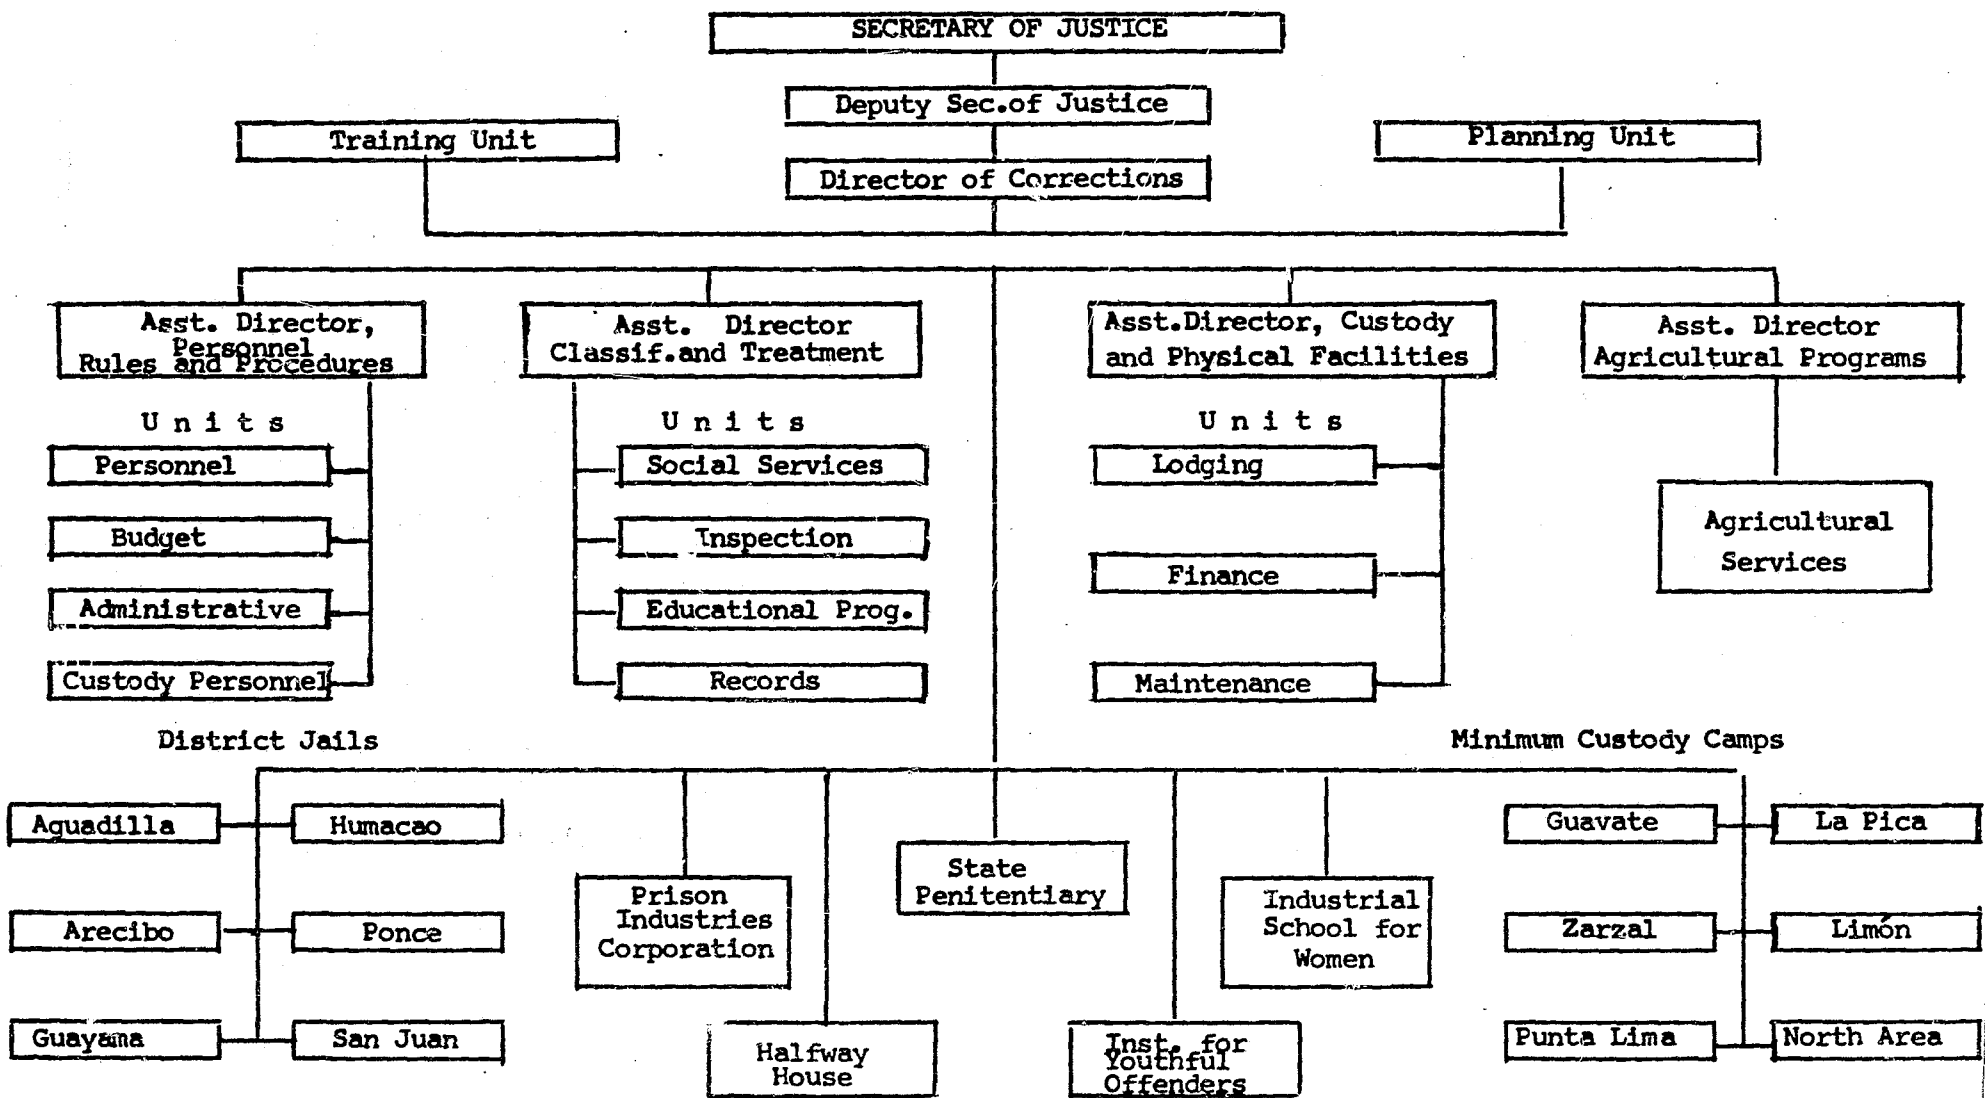 SECRETARY OF JUSTICE
Deputy Sec.of Justice
Training Unit
Planning Unit
Director of Corrections
Asst. Director,
Personnel
Rules and Procedures
Asst. Director
Classif.and Treatment
Asst.Director, Custody
and Physical Facilities
Asst. Director
Agricultural Programs
Units
Personnel
Budget
Administrative
Custody Personnel
Units
Social Services
Inspection
Educational Prog.
Records
Units
Lodging
Finance
Maintenance
Agricultural
Services
District Jails
Aguadilla
Humacao
Arecibo
Ponce
Guayama
San Juan
Prison
Industries
Corporation
Halfway
House
State
Penitentiary
Inst. for
Youthful
Offenders
Industrial
School for
Women
Minimum Custody Camps
Guavate
La Pica
Zarzal
Limón
Punta Lima
North Area